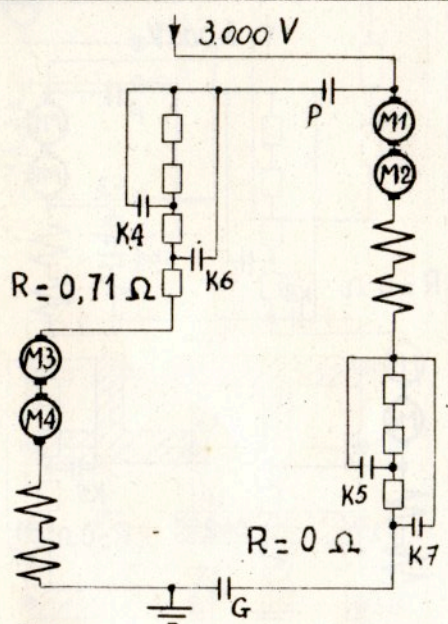 3.000 V
P
M1
M2
K4
K6
R = 0,71 Ω
M3
M4
K5
K7
R = 0 Ω
G